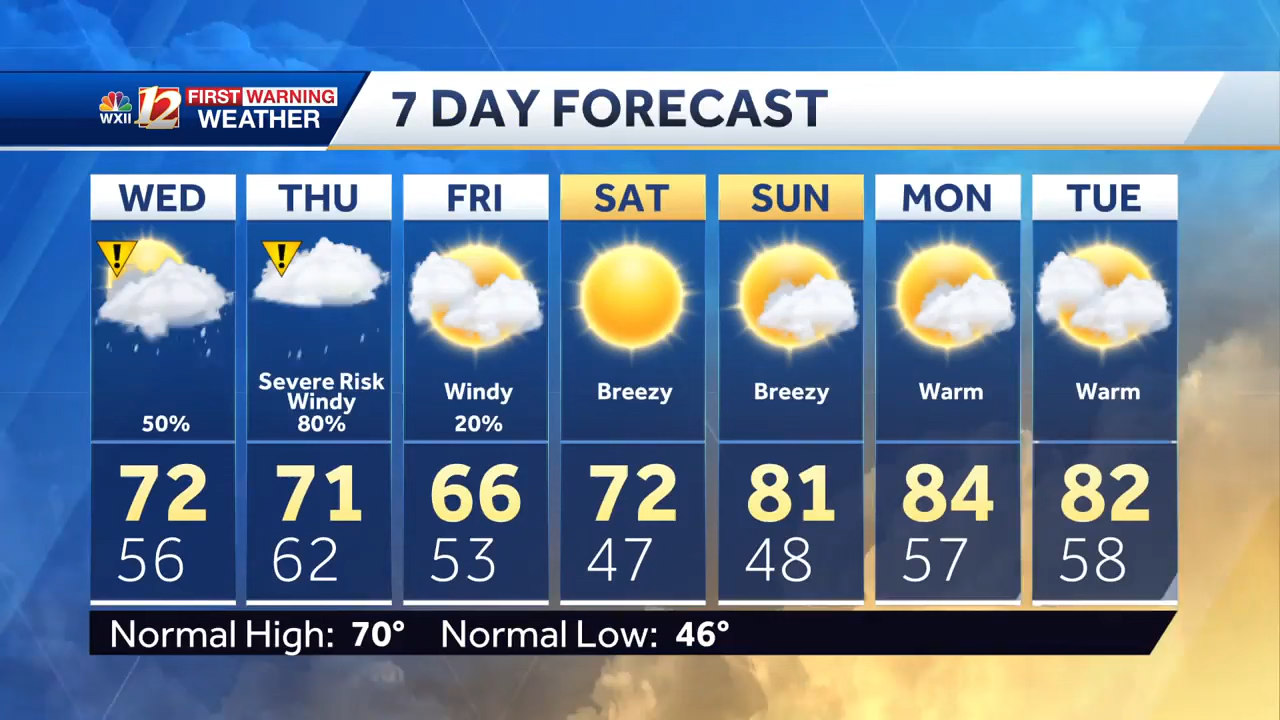 WXII 12 FIRST WARNING
WEATHER
7 DAY FORECAST
WED THU FRI SAT SUN MON TUE
! !
Severe Risk
Windy Windy Breezy Breezy Warm Warm
50% 80% 20%
72 71 66 72 81 84 82
56 62 53 47 48 57 58
Normal High: 70° Normal Low: 46°